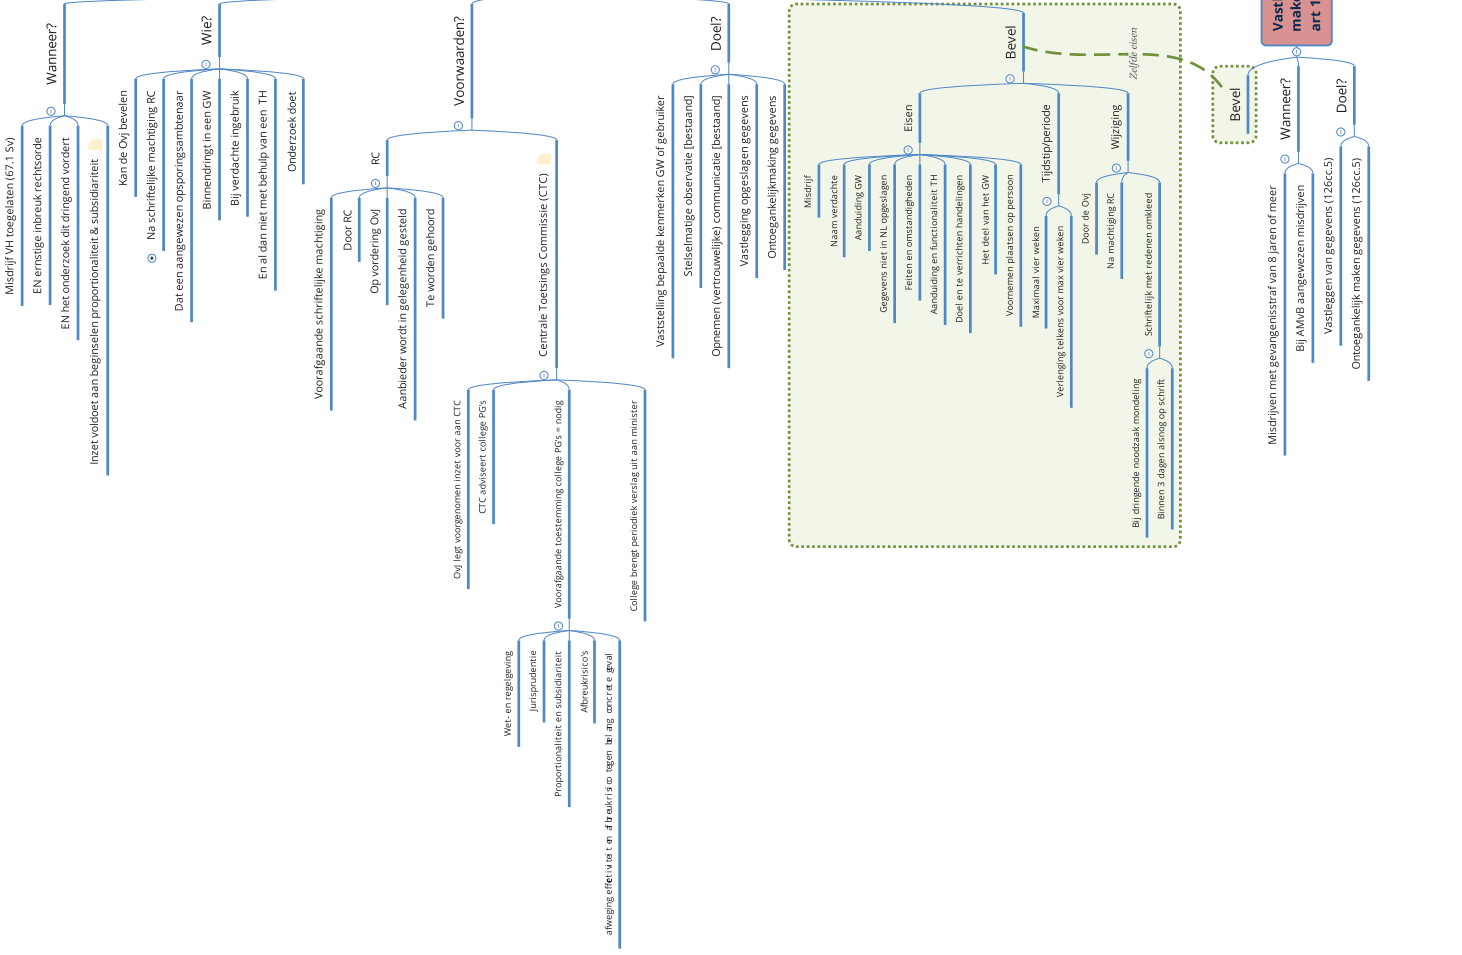 Wanneer?
Misdrijf VH toegelaten (67.1 Sv)
EN ernstige inbreuk rechtsorde
EN het onderzoek dit dringend vordert
Inzet voldoet aan beginselen proportionaliteit & subsidiariteit
Wie?
Kan de Ovj bevelen
Na schriftelijke machtiging RC
Dat een aangewezen opsporingsambtenaar
Binnendringt in een GW
Bij verdachte ingebruik
En al dan niet met behulp van een TH
Onderzoek doet
Voorwaarden?
RC
Voorafgaande schriftelijke machtiging
Door RC
Op vordering OvJ
Aanbieder wordt in gelegenheid gesteld
Te worden gehoord
Centrale Toetsings Commissie (CTC)
OvJ legt voorgenomen inzet voor aan CTC
CTC adviseert college PG's
Voorafgaande toestemming college PG's = nodig
Wet- en regelgeving
Jurisprudentie
Proportionaliteit en subsidiariteit
Afbreukrisico's
afweging effectiviteit en afbreukrisico tegen belang concrete geval
College brengt periodiek verslag uit aan minister
Doel?
Vaststelling bepaalde kenmerken GW of gebruiker
Stelselmatige observatie [bestaand]
Opnemen (vertrouwelijke) communicatie [bestaand]
Vastlegging opgeslagen gegevens
Ontoegankelijkmaking gegevens
Bevel
Eisen
Misdrijf
Naam verdachte
Aanduiding GW
Gegevens niet in NL opgeslagen
Feiten en omstandigheden
Aanduiding en functionaliteit TH
Doel en te verrichten handelingen
Het deel van het GW
Voornemen plaatsen op persoon
Tijdstip/periode
Maximaal vier weken
Verlenging telkens voor max vier weken
Wijziging
Door de Ovj
Na machtiging RC
Schriftelijk met redenen omkleed
Bij dringende noodzaak mondeling
Binnen 3 dagen alsnog op schrift
Zelfde eisen
make
art 1
Bevel
Wanneer?
Misdrijven met gevangenisstraf van 8 jaren of meer
Bij AMvB aangewezen misdrijven
Doel?
Vastleggen van gegevens (126cc.5)
Ontoegankelijk maken gegevens (126cc.5)